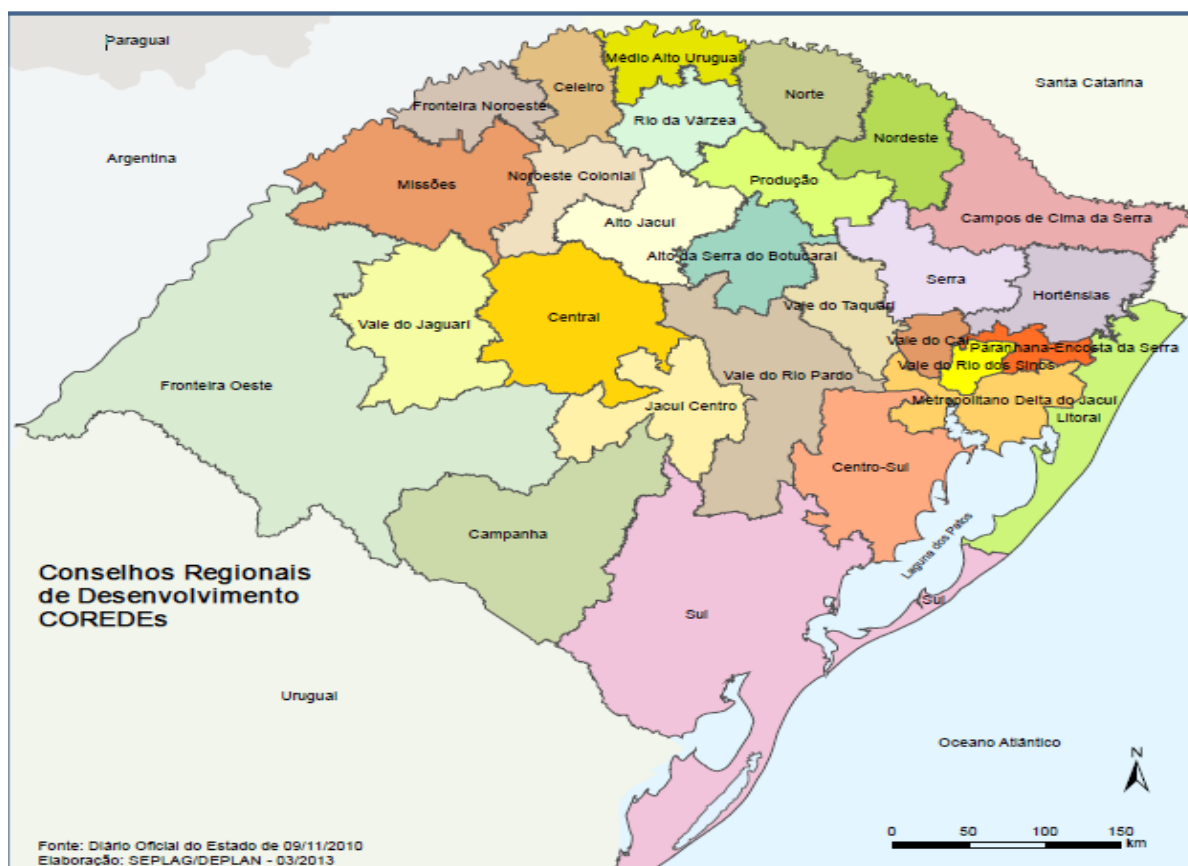 Paraguai
Médio Alto Uruguai
Santa Catarina
Celeiro
Norte
Fronteira Noroeste
Rio da Várzea
Nordeste
Argentina
Noroeste Colonial
Produção
Missões
Campos de Cima da Serra
Alto Jacuí
Alto da Serra do Botucaraí
Serra
Hortênsias
Vale do Taquari
Central
Vale do Jaguari
Vale do Caí
Paranhana-Encosta da Serra
Vale do Rio dos Sinos
Fronteira Oeste
Vale do Rio Pardo
Metropolitano Delta do Jacuí
Jacuí Centro
Litoral
Centro-Sul
Campanha
Laguna dos Patos
Sul
Sul
Conselhos Regionais
de Desenvolvimento
COREDEs
Uruguai
Oceano Atlântico
N
0 50 100 150
km
Fonte: Diário Oficial do Estado de 09/11/2010
Elaboração: SEPLAG/DEPLAN - 03/2013